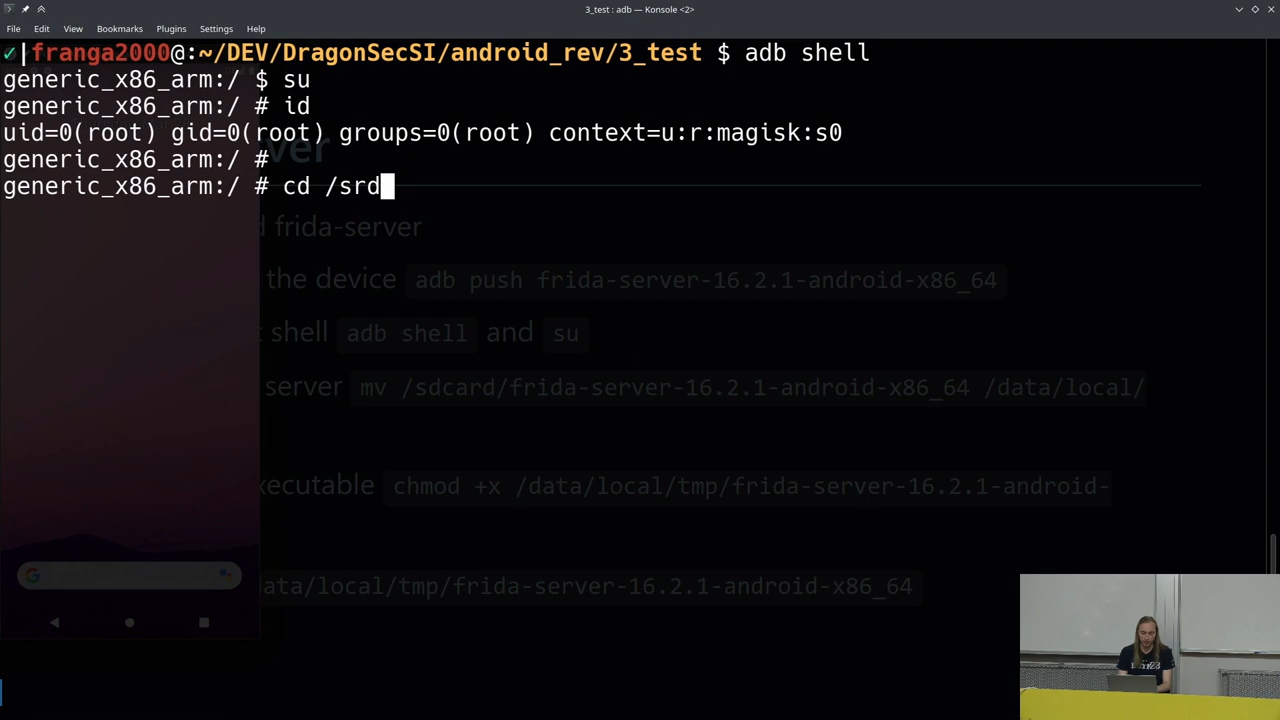 3_test : adb — Konsole <2>
File Edit View Bookmarks Plugins Settings Help
✓|franga2000@:~/DEV/DragonSecSI/android_rev/3_test $ adb shell
generic_x86_arm:/ $ su
generic_x86_arm:/ # id
uid=0(root) gid=0(root) groups=0(root) context=u:r:magisk:s0
generic_x86_arm:/ #
generic_x86_arm:/ # cd /srd
frida-server
the device adb push frida-server-16.2.1-android-x86_64
shell adb shell and su
server mv /sdcard/frida-server-16.2.1-android-x86_64 /data/local/
xecutable chmod +x /data/local/tmp/frida-server-16.2.1-android-
ata/local/tmp/frida-server-16.2.1-android-x86_64